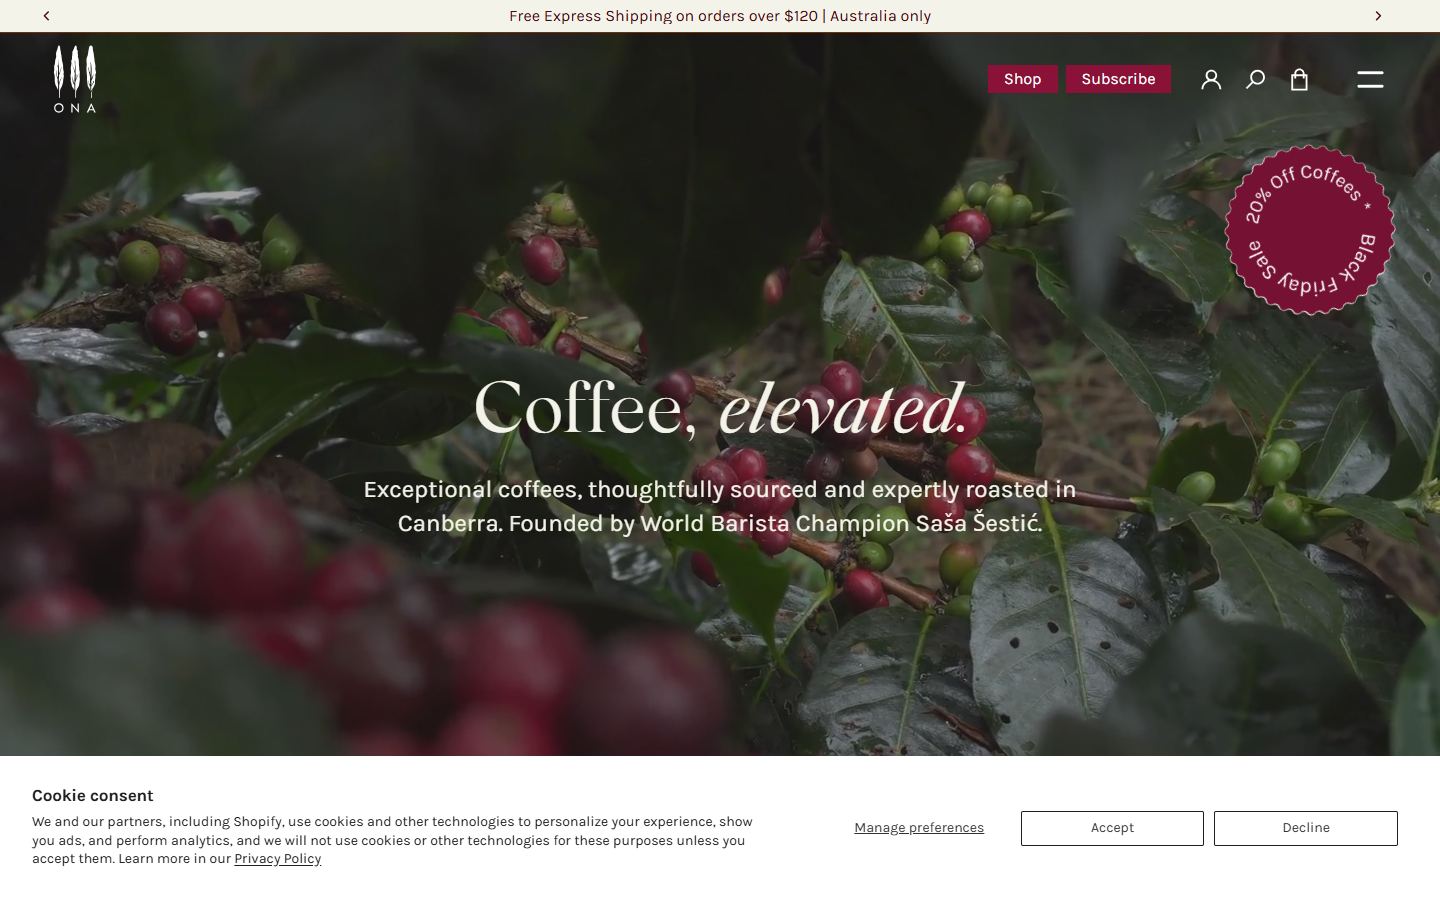 Free Express Shipping on orders over $120 | Australia only
ONA
Shop
Subscribe
20% Off Coffees *
Black Friday Sale
Coffee, elevated.
Exceptional coffees, thoughtfully sourced and expertly roasted in
Canberra. Founded by World Barista Champion Saša Šestić.
Cookie consent
We and our partners, including Shopify, use cookies and other technologies to personalize your experience, show
you ads, and perform analytics, and we will not use cookies or other technologies for these purposes unless you
accept them. Learn more in our Privacy Policy
Manage preferences
Accept
Decline